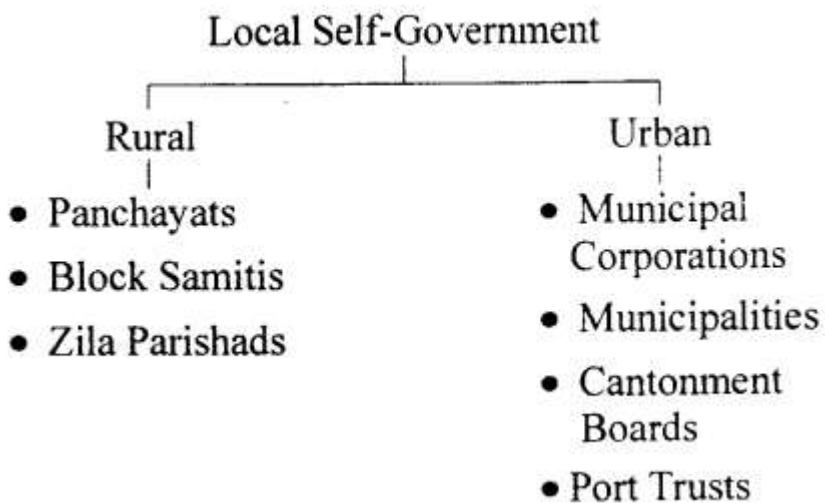 Local Self-Government
Rural
• Panchayats
• Block Samitis
• Zila Parishads
Urban
• Municipal
Corporations
• Municipalities
• Cantonment
Boards
• Port Trusts